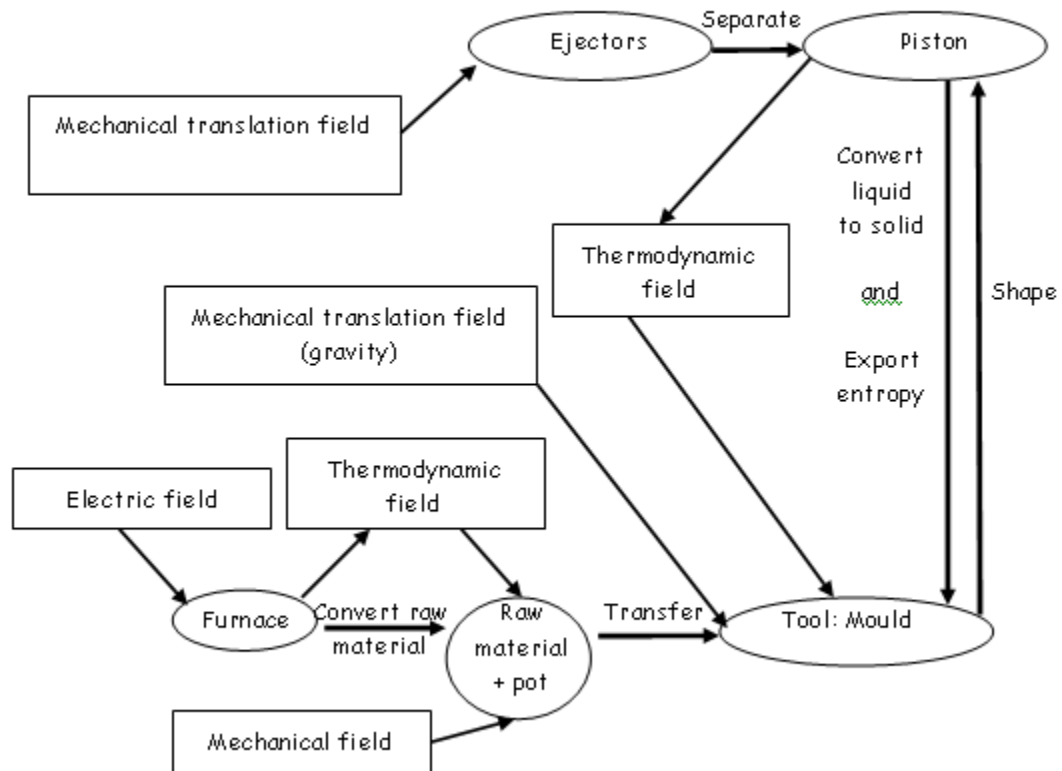 Separate
Ejectors
Piston
Mechanical translation field
Convert
liquid
to solid
and
Export
entropy
Shape
Thermodynamic
field
Mechanical translation field
(gravity)
Thermodynamic
field
Electric field
Furnace
Convert raw
material
Raw
material
+ pot
Transfer
Tool: Mould
Mechanical field